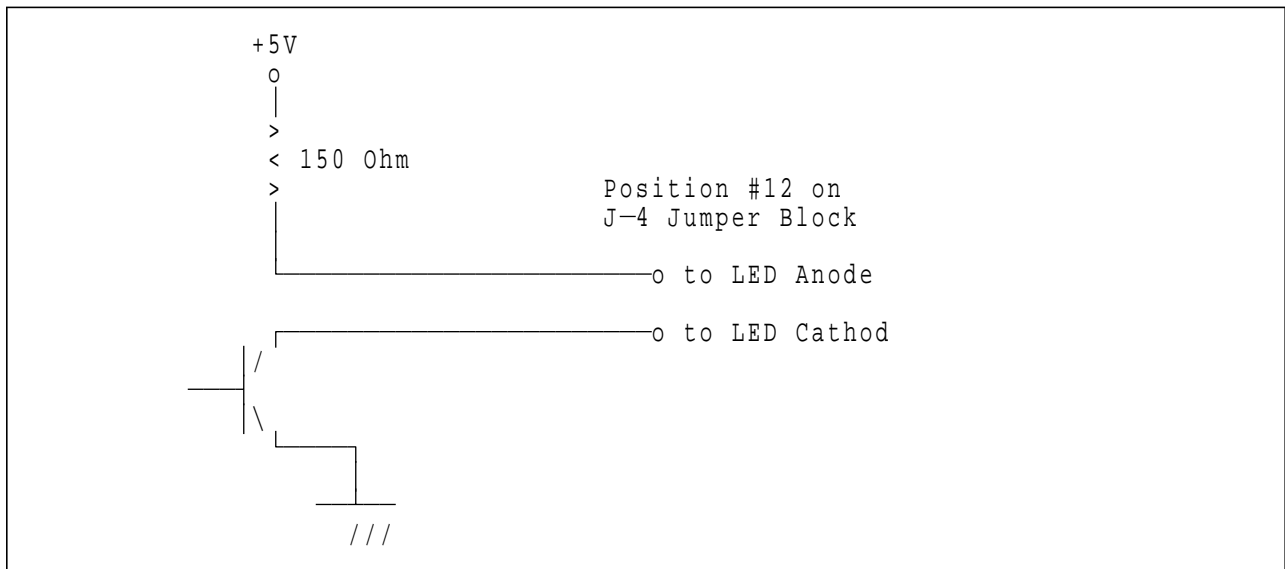 +5V
150 Ohm
Position #12 on
J-4 Jumper Block
o to LED Anode
o to LED Cathod
///